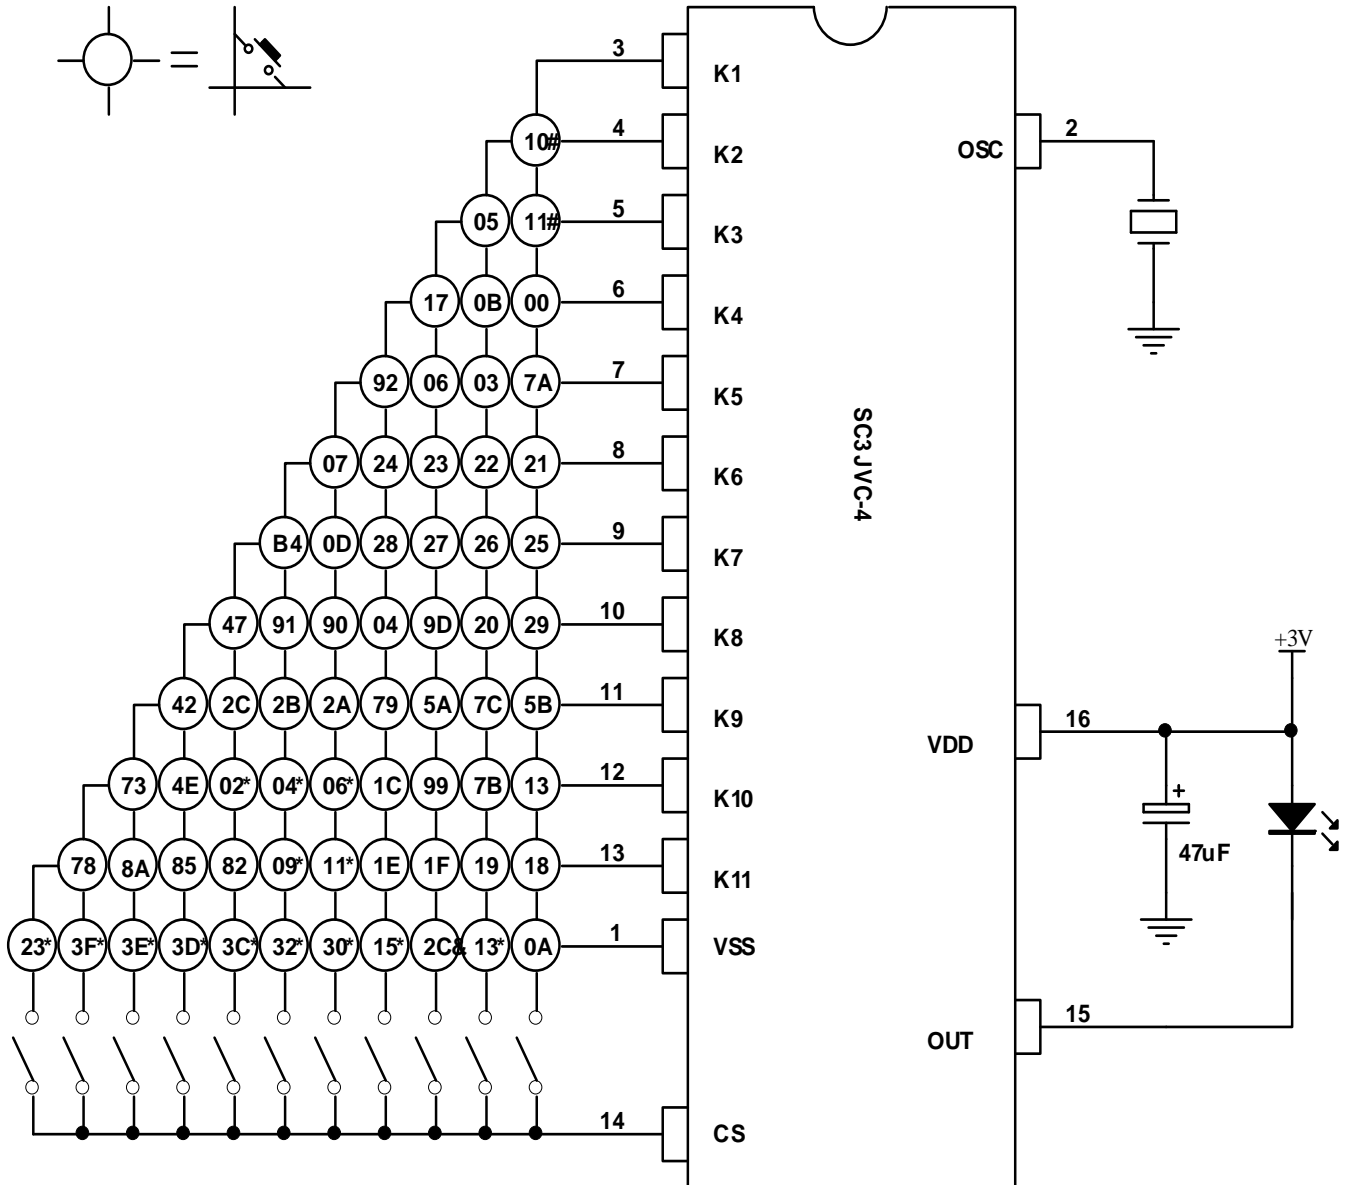 3
K1
10# 4
K2
OSC 2
05 11# 5
K3
17 0B 00 6
K4
92 06 03 7A 7
K5
SC3JVC-4
07 24 23 22 21 8
K6
B4 0D 28 27 26 25 9
K7
47 91 90 04 9D 20 29 10
K8
+3V
42 2C 2B 2A 79 5A 7C 5B 11
K9
VDD 16
73 4E 02* 04* 06* 1C 99 7B 13 12
K10
+
47uF
78 8A 85 82 09* 11* 1E 1F 19 18 13
K11
23* 3F* 3E* 3D* 3C* 32* 30* 15* 2C& 13* 0A 1
VSS
OUT 15
14
CS